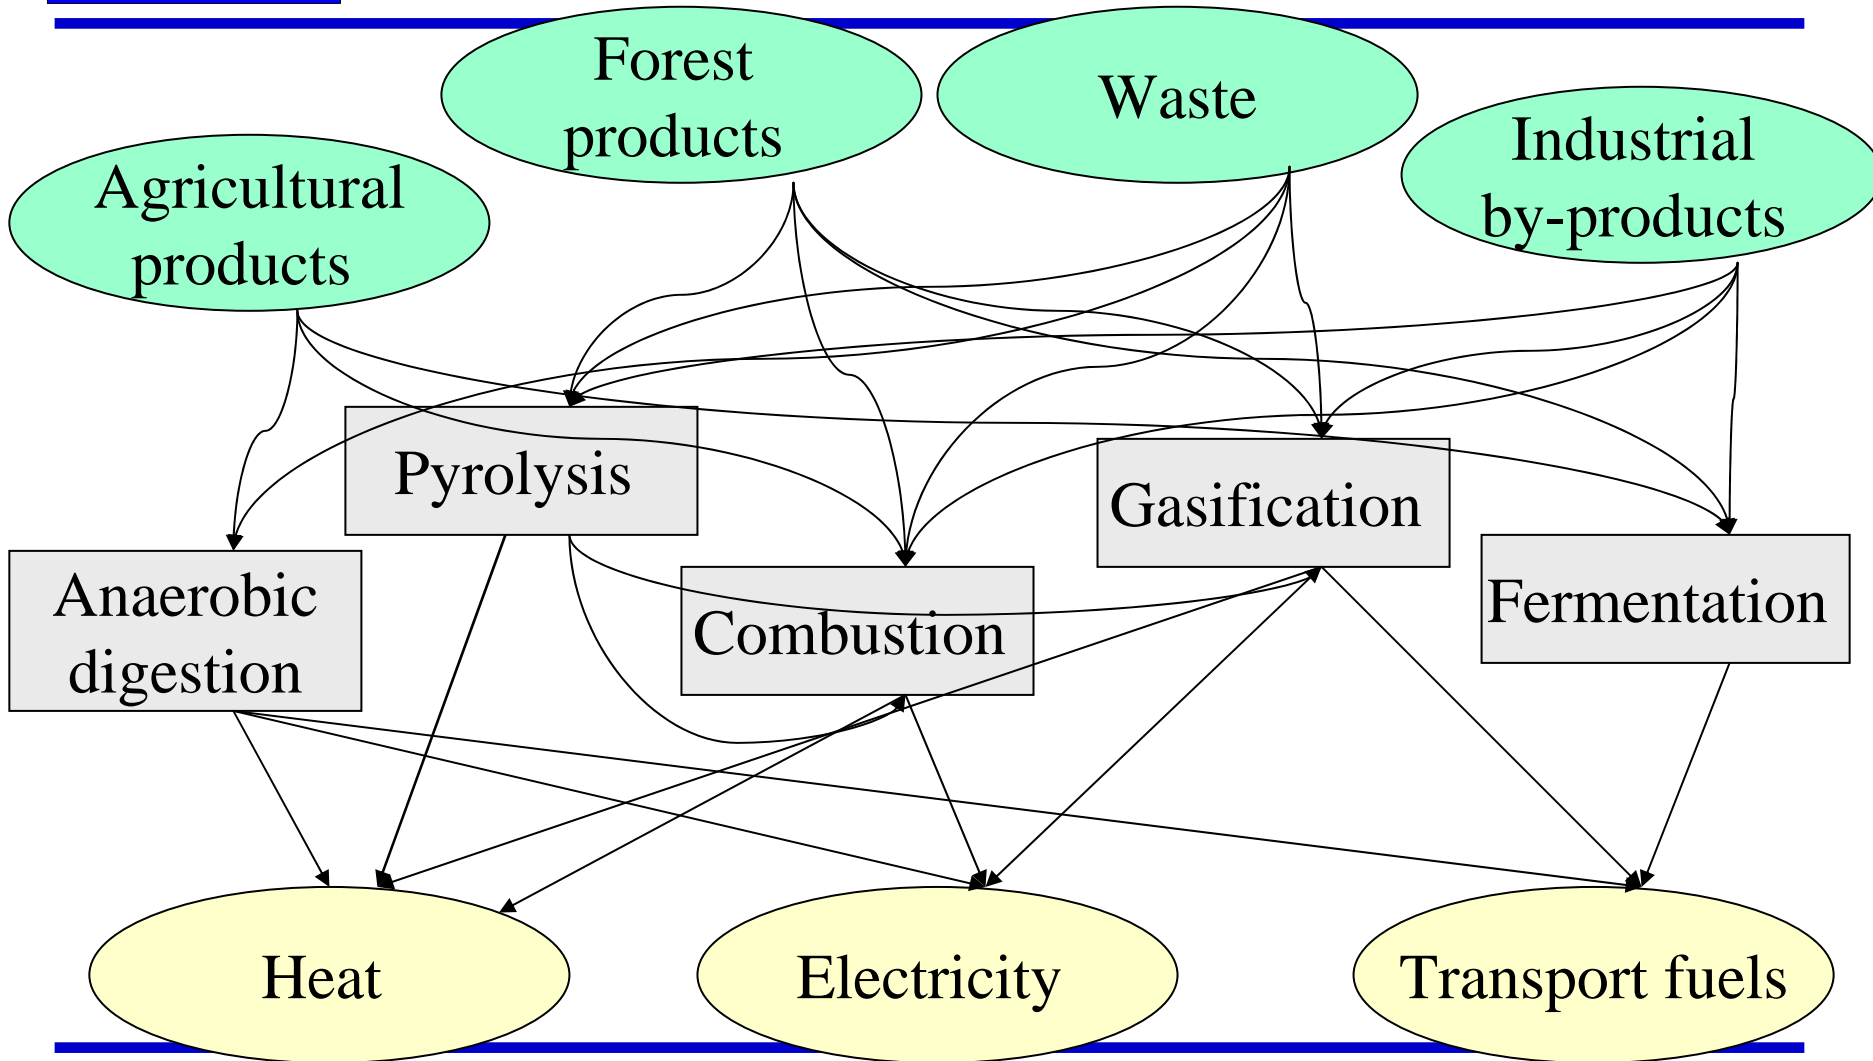 Forest
products
Waste
Industrial
by-products
Agricultural
products
Pyrolysis
Gasification
Anaerobic
digestion
Combustion
Fermentation
Heat
Electricity
Transport fuels